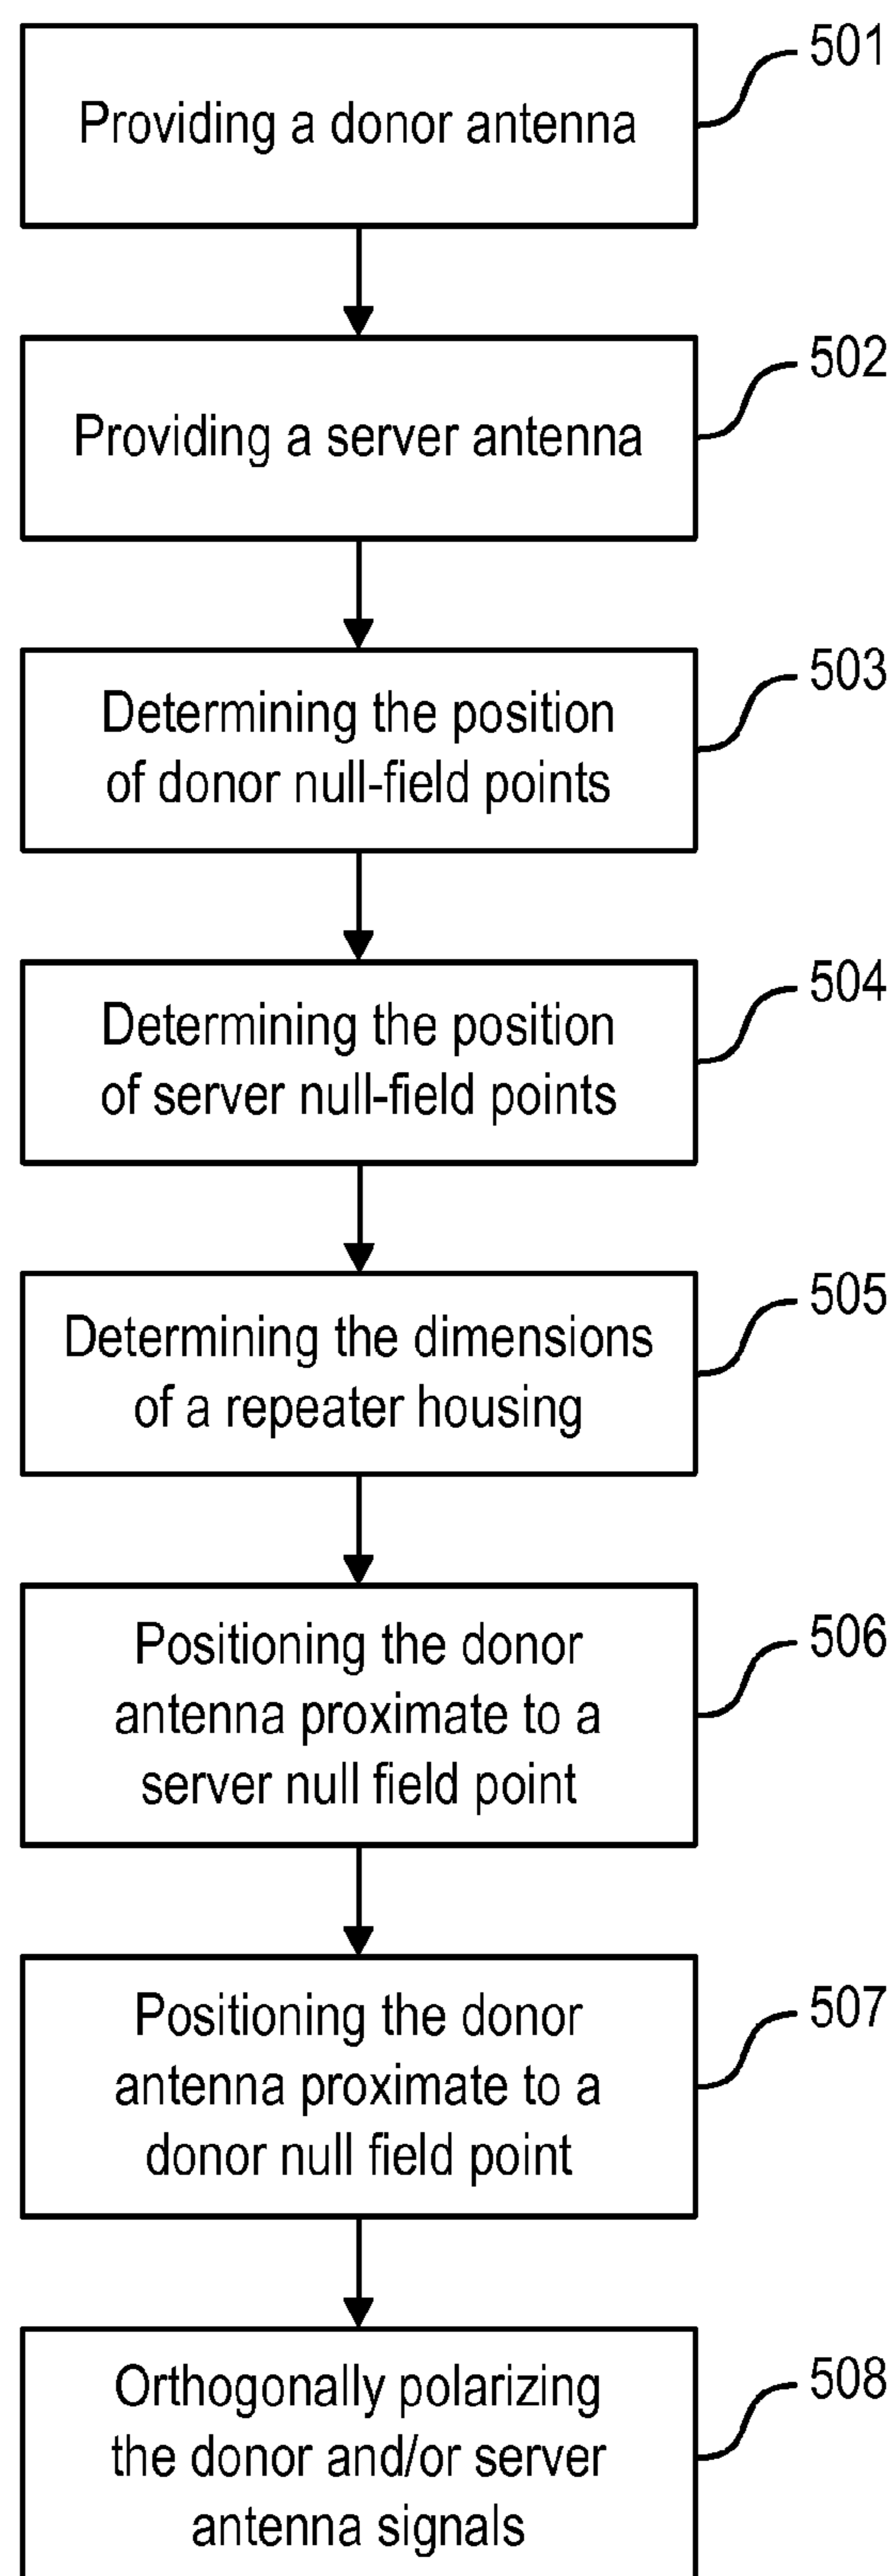 Providing a donor antenna
501
Providing a server antenna
502
Determining the position
of donor null-field points
503
Determining the position
of server null-field points
504
Determining the dimensions
of a repeater housing
505
Positioning the donor
antenna proximate to a
server null field point
506
Positioning the donor
antenna proximate to a
donor null field point
507
Orthogonally polarizing
the donor and/or server
antenna signals
508